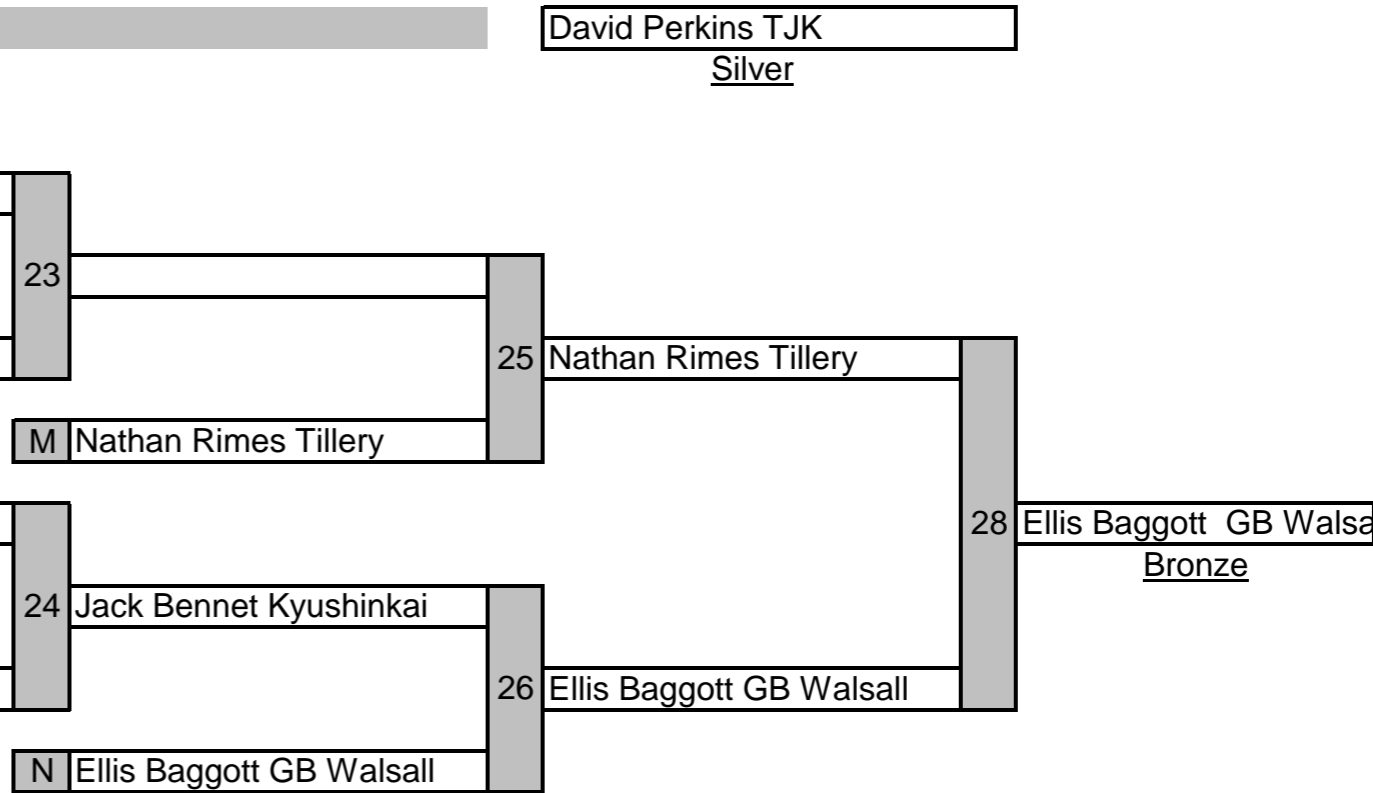 David Perkins TJK
Silver
23
25 Nathan Rimes Tillery
M Nathan Rimes Tillery
28 Ellis Baggott GB Walsa
Bronze
24 Jack Bennet Kyushinkai
26 Ellis Baggott GB Walsall
N Ellis Baggott GB Walsall